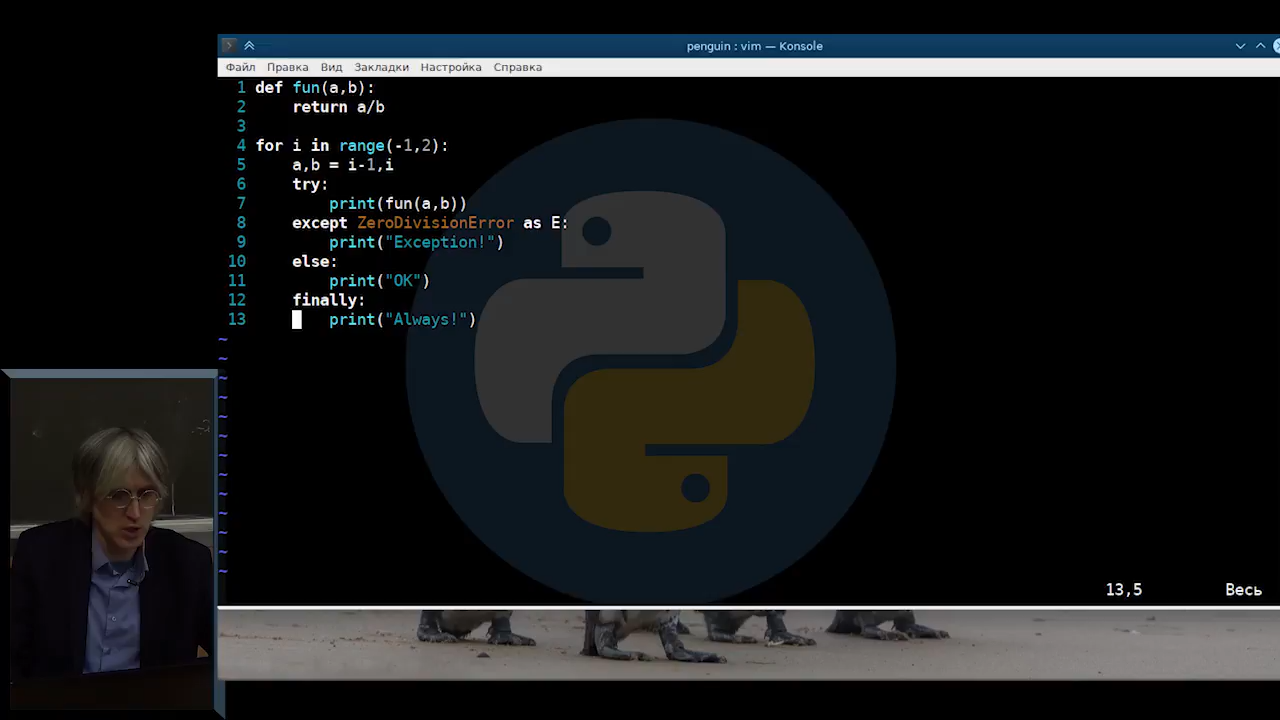 penguin : vim — Konsole
Файл Правка Вид Закладки Настройка Справка
1 def fun(a,b):
2     return a/b
3
4 for i in range(-1,2):
5     a,b = i-1,i
6     try:
7         print(fun(a,b))
8     except ZeroDivisionError as E:
9         print("Exception!")
10     else:
11         print("OK")
12     finally:
13         print("Always!")
~
~
~
~
~
~
~
~
~
~
~
~
~
13,5 Весь